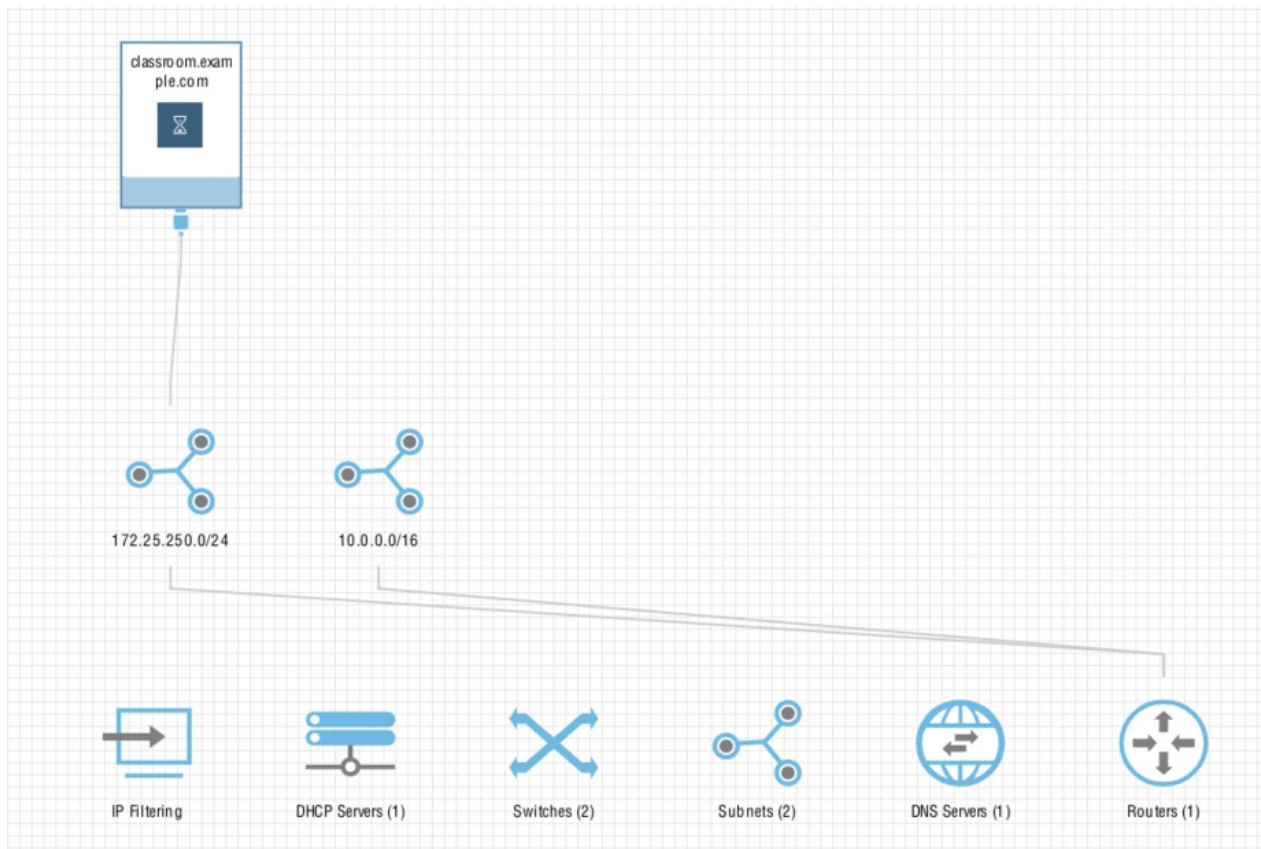 classroom.exam
ple.com
172.25.250.0/24
10.0.0.0/16
IP Filtering
DHCP Servers (1)
Switches (2)
Subnets (2)
DNS Servers (1)
Routers (1)